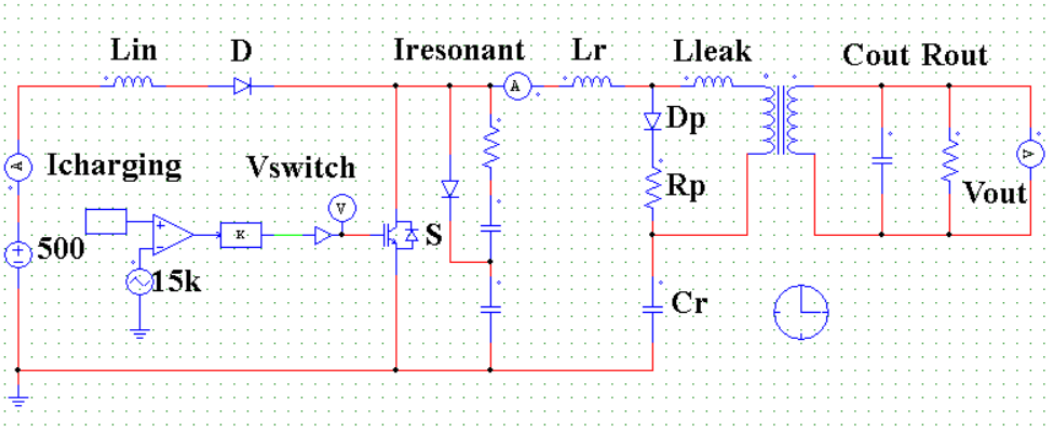 Lin D Iresonant Lr Lleak Cout Rout
A
Dp
A Icharging Vswitch V
Rp Vout
V
500 K S
15k
Cr